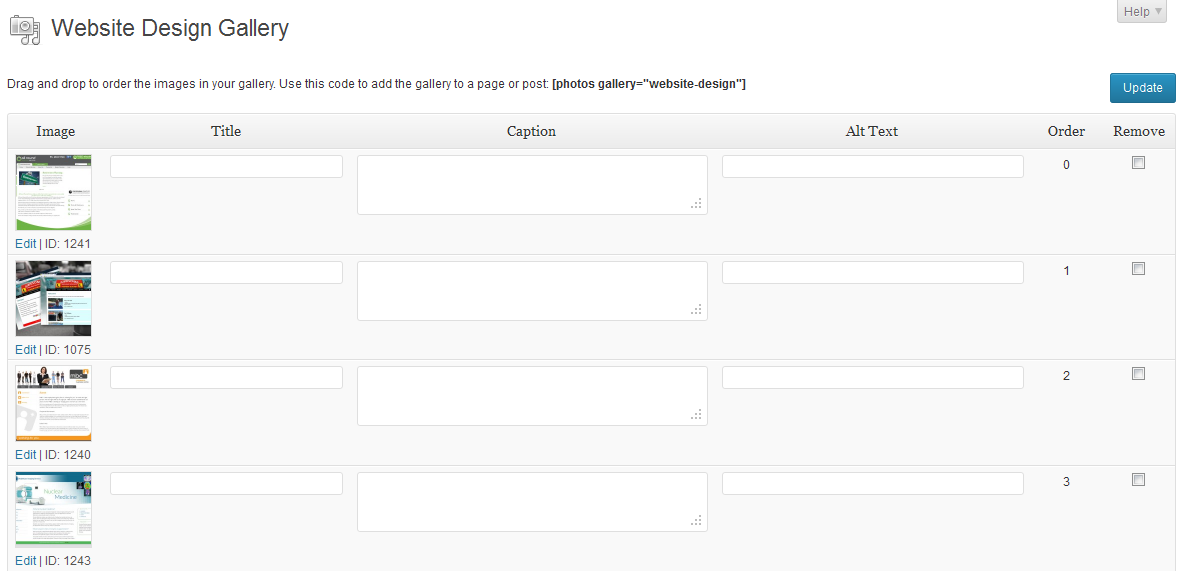 Help
Website Design Gallery
Drag and drop to order the images in your gallery. Use this code to add the gallery to a page or post: [photos gallery="website-design"]
Update
Image Title Caption Alt Text Order Remove
0
Edit | ID: 1241
1
Edit | ID: 1075
2
Edit | ID: 1240
3
Nuclear
Medicine
Edit | ID: 1243